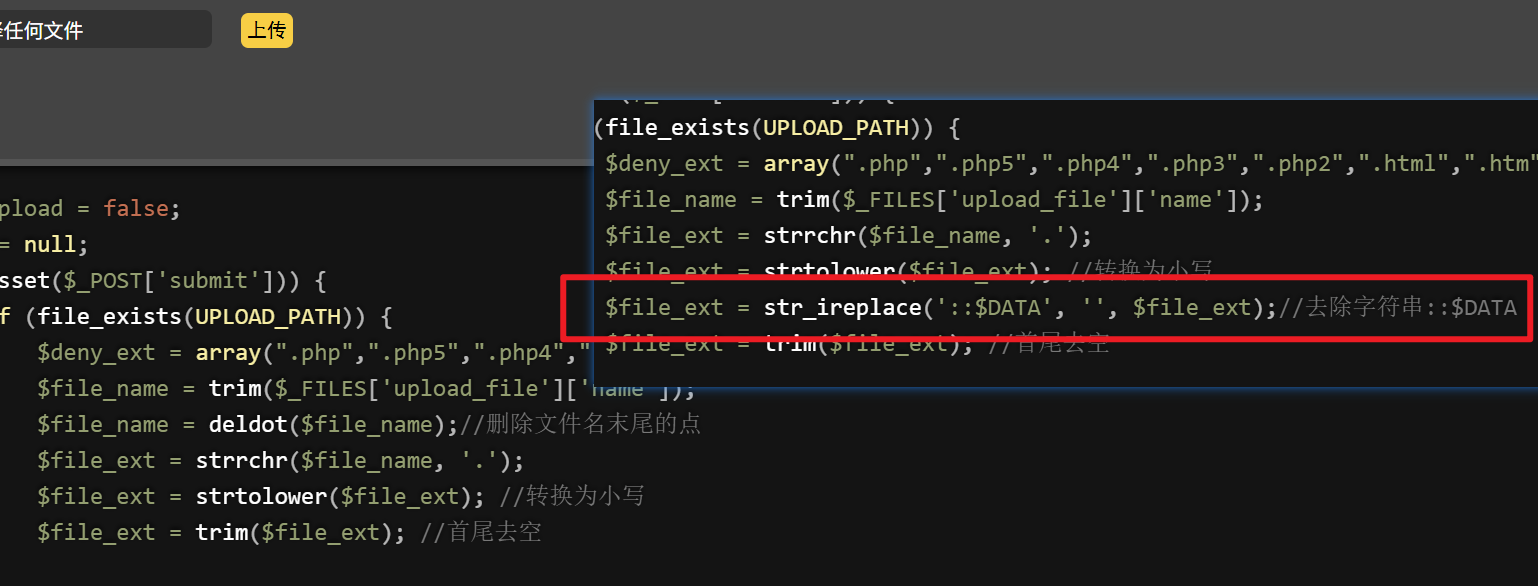 任何文件
上传
(file_exists(UPLOAD_PATH)) {
$deny_ext = array(".php",".php5",".php4",".php3",".php2",".html",".htm"
$file_name = trim($_FILES['upload_file']['name']);
$file_ext = strrchr($file_name, '.');
$file_ext = strtolower($file_ext); //转换为小写
$file_ext = str_ireplace('::$DATA', '', $file_ext);//去除字符串::$DATA
$file_ext = trim($file_ext); //首尾去空
pload = false;
= null;
sset($_POST['submit'])) {
f (file_exists(UPLOAD_PATH)) {
$deny_ext = array(".php",".php5",".php4","
$file_name = trim($_FILES['upload_file']['name']);
$file_name = deldot($file_name);//删除文件名末尾的点
$file_ext = strrchr($file_name, '.');
$file_ext = strtolower($file_ext); //转换为小写
$file_ext = trim($file_ext); //首尾去空